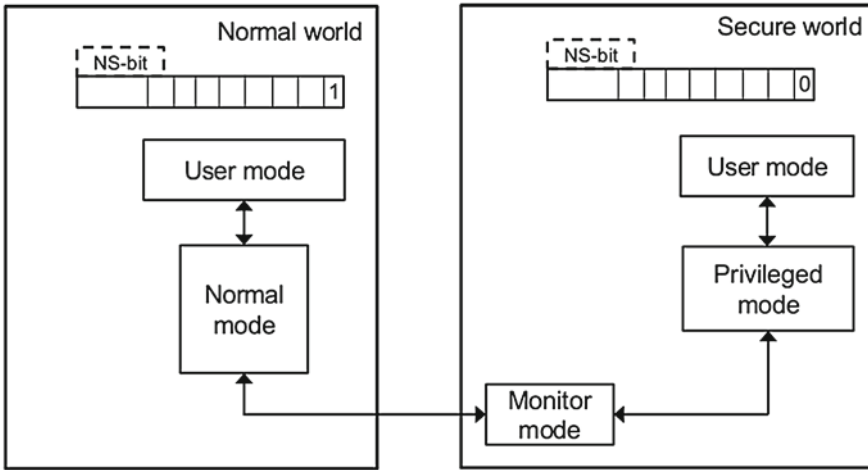 Normal world
NS-bit
1
User mode
Normal
mode
Secure world
NS-bit
0
User mode
Privileged
mode
Monitor
mode